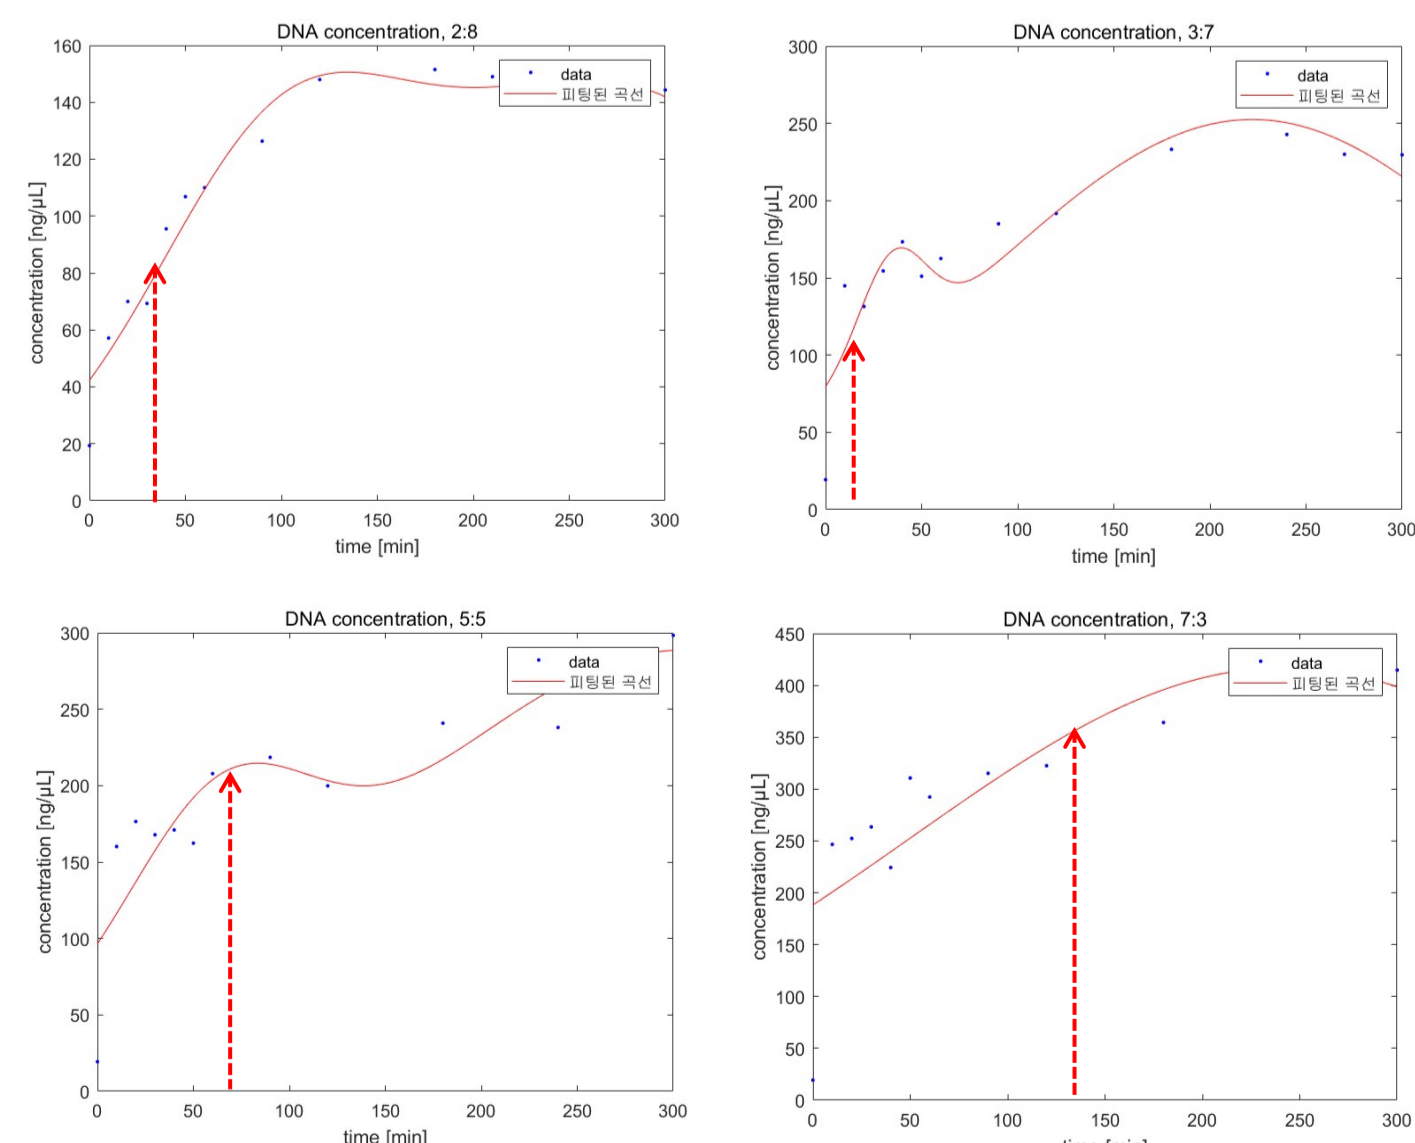 DNA concentration, 2:8
160
140
120
100
80
60
40
20
0
concentration [ng/µL]
data
피팅된 곡선
0 50 100 150 200 250 300
time [min]
DNA concentration, 3:7
300
250
200
150
100
50
0
concentration [ng/µL]
data
피팅된 곡선
0 50 100 150 200 250 300
time [min]
DNA concentration, 5:5
300
250
200
150
100
50
0
concentration [ng/µL]
data
피팅된 곡선
0 50 100 150 200 250 300
time [min]
DNA concentration, 7:3
450
400
350
300
250
200
150
100
50
0
concentration [ng/µL]
data
피팅된 곡선
0 50 100 150 200 250 300